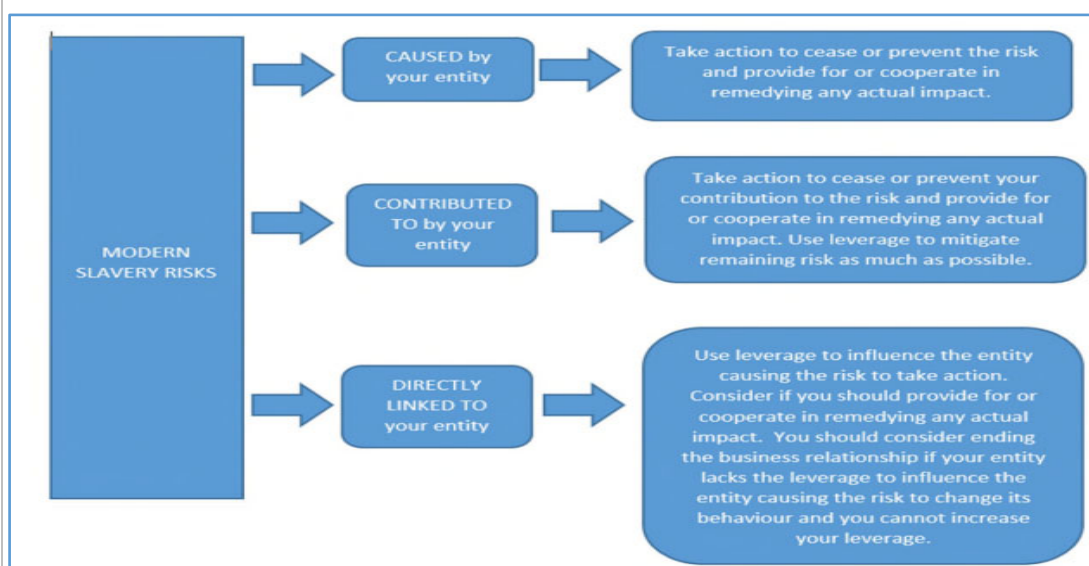 MODERN
SLAVERY RISKS
CAUSED by
your entity
Take action to cease or prevent the risk
and provide for or cooperate in
remedying any actual impact.
CONTRIBUTED
TO by your
entity
Take action to cease or prevent your
contribution to the risk and provide for
or cooperate in remedying any actual
impact. Use leverage to mitigate
remaining risk as much as possible.
DIRECTLY
LINKED TO
your entity
Use leverage to influence the entity
causing the risk to take action.
Consider if you should provide for or
cooperate in remedying any actual
impact. You should consider ending
the business relationship if your entity
lacks the leverage to influence the
entity causing the risk to change its
behaviour and you cannot increase
your leverage.